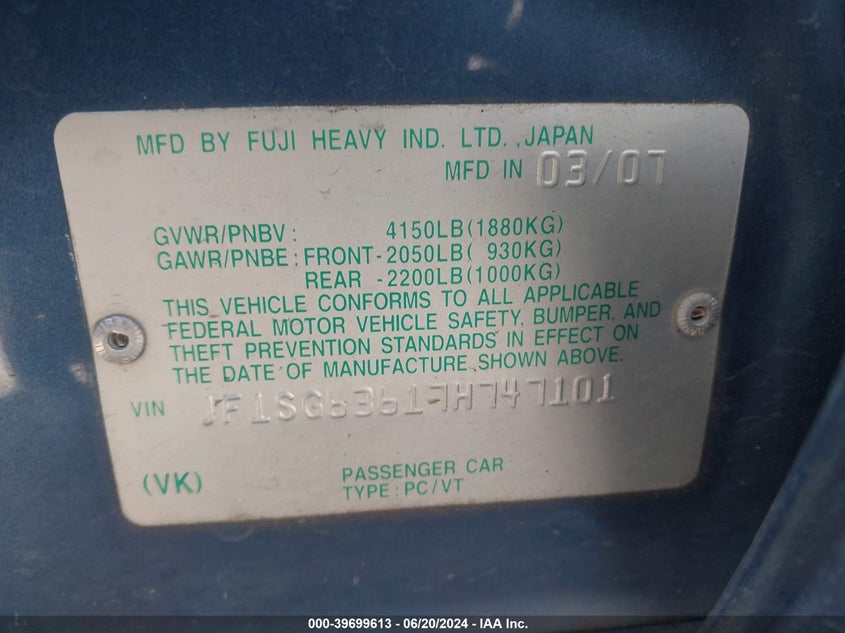 MFD BY FUJI HEAVY IND. LTD., JAPAN
MFD IN 03/07
GVWR/PNBV: 4150LB(1880KG)
GAWR/PNBE: FRONT-2050LB( 930KG)
REAR -2200LB(1000KG)
THIS VEHICLE CONFORMS TO ALL APPLICABLE
FEDERAL MOTOR VEHICLE SAFETY, BUMPER, AND
THEFT PREVENTION STANDARDS IN EFFECT ON
THE DATE OF MANUFACTURE SHOWN ABOVE.
VIN JF1SG63617H747101
(VK) PASSENGER CAR
TYPE: PC/VT
000-39699613 - 06/20/2024 - IAA Inc.